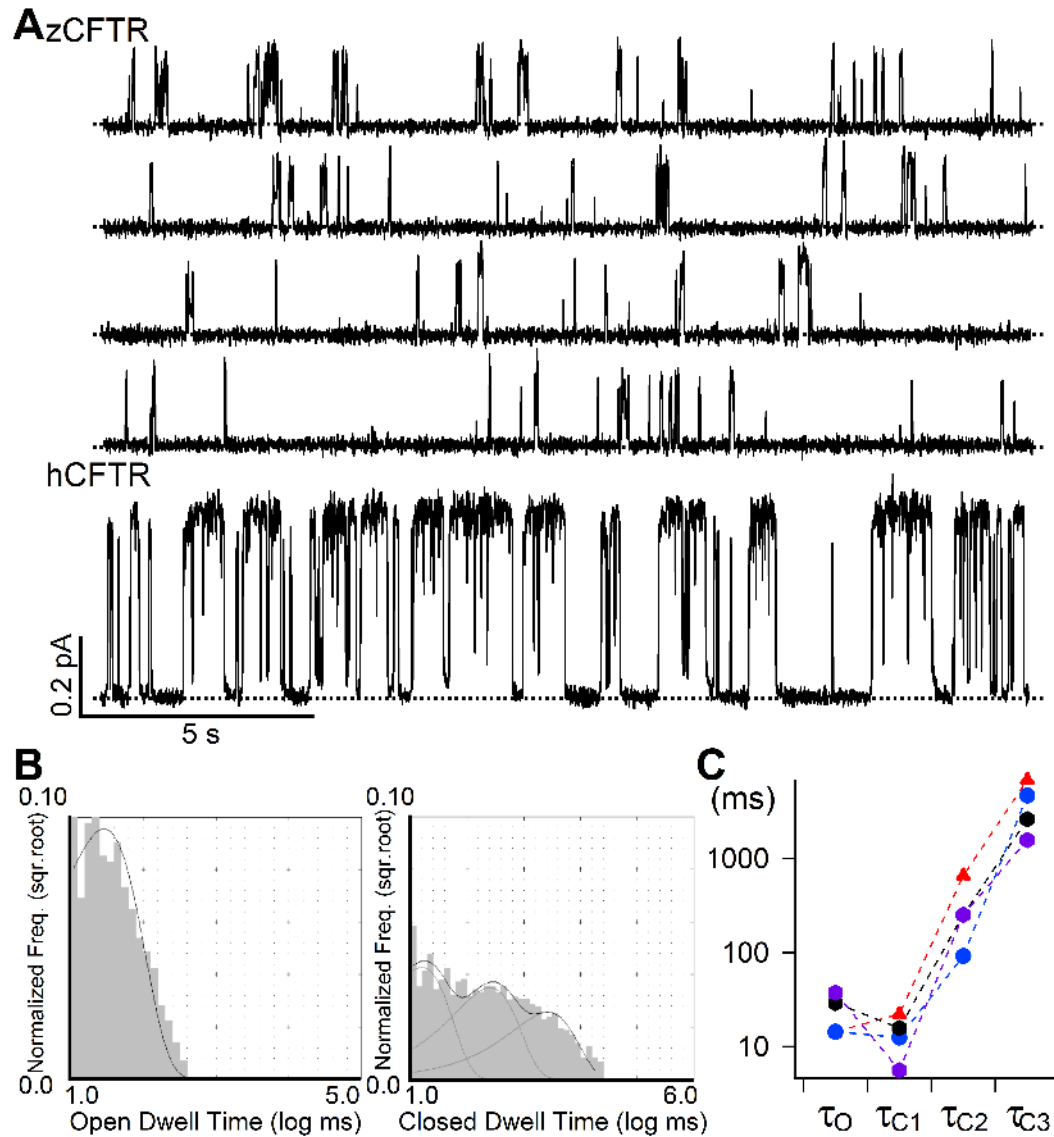 A zCFTR
hCFTR
0.2 pA
5 s
B
0.10
Normalized Freq. (sqr.root)
0.0
1.0
5.0
Open Dwell Time (log ms)
0.10
Normalized Freq. (sqr.root)
0.0
1.0
6.0
Closed Dwell Time (log ms)
C
(ms)
1000
100
10
τO τC1 τC2 τC3